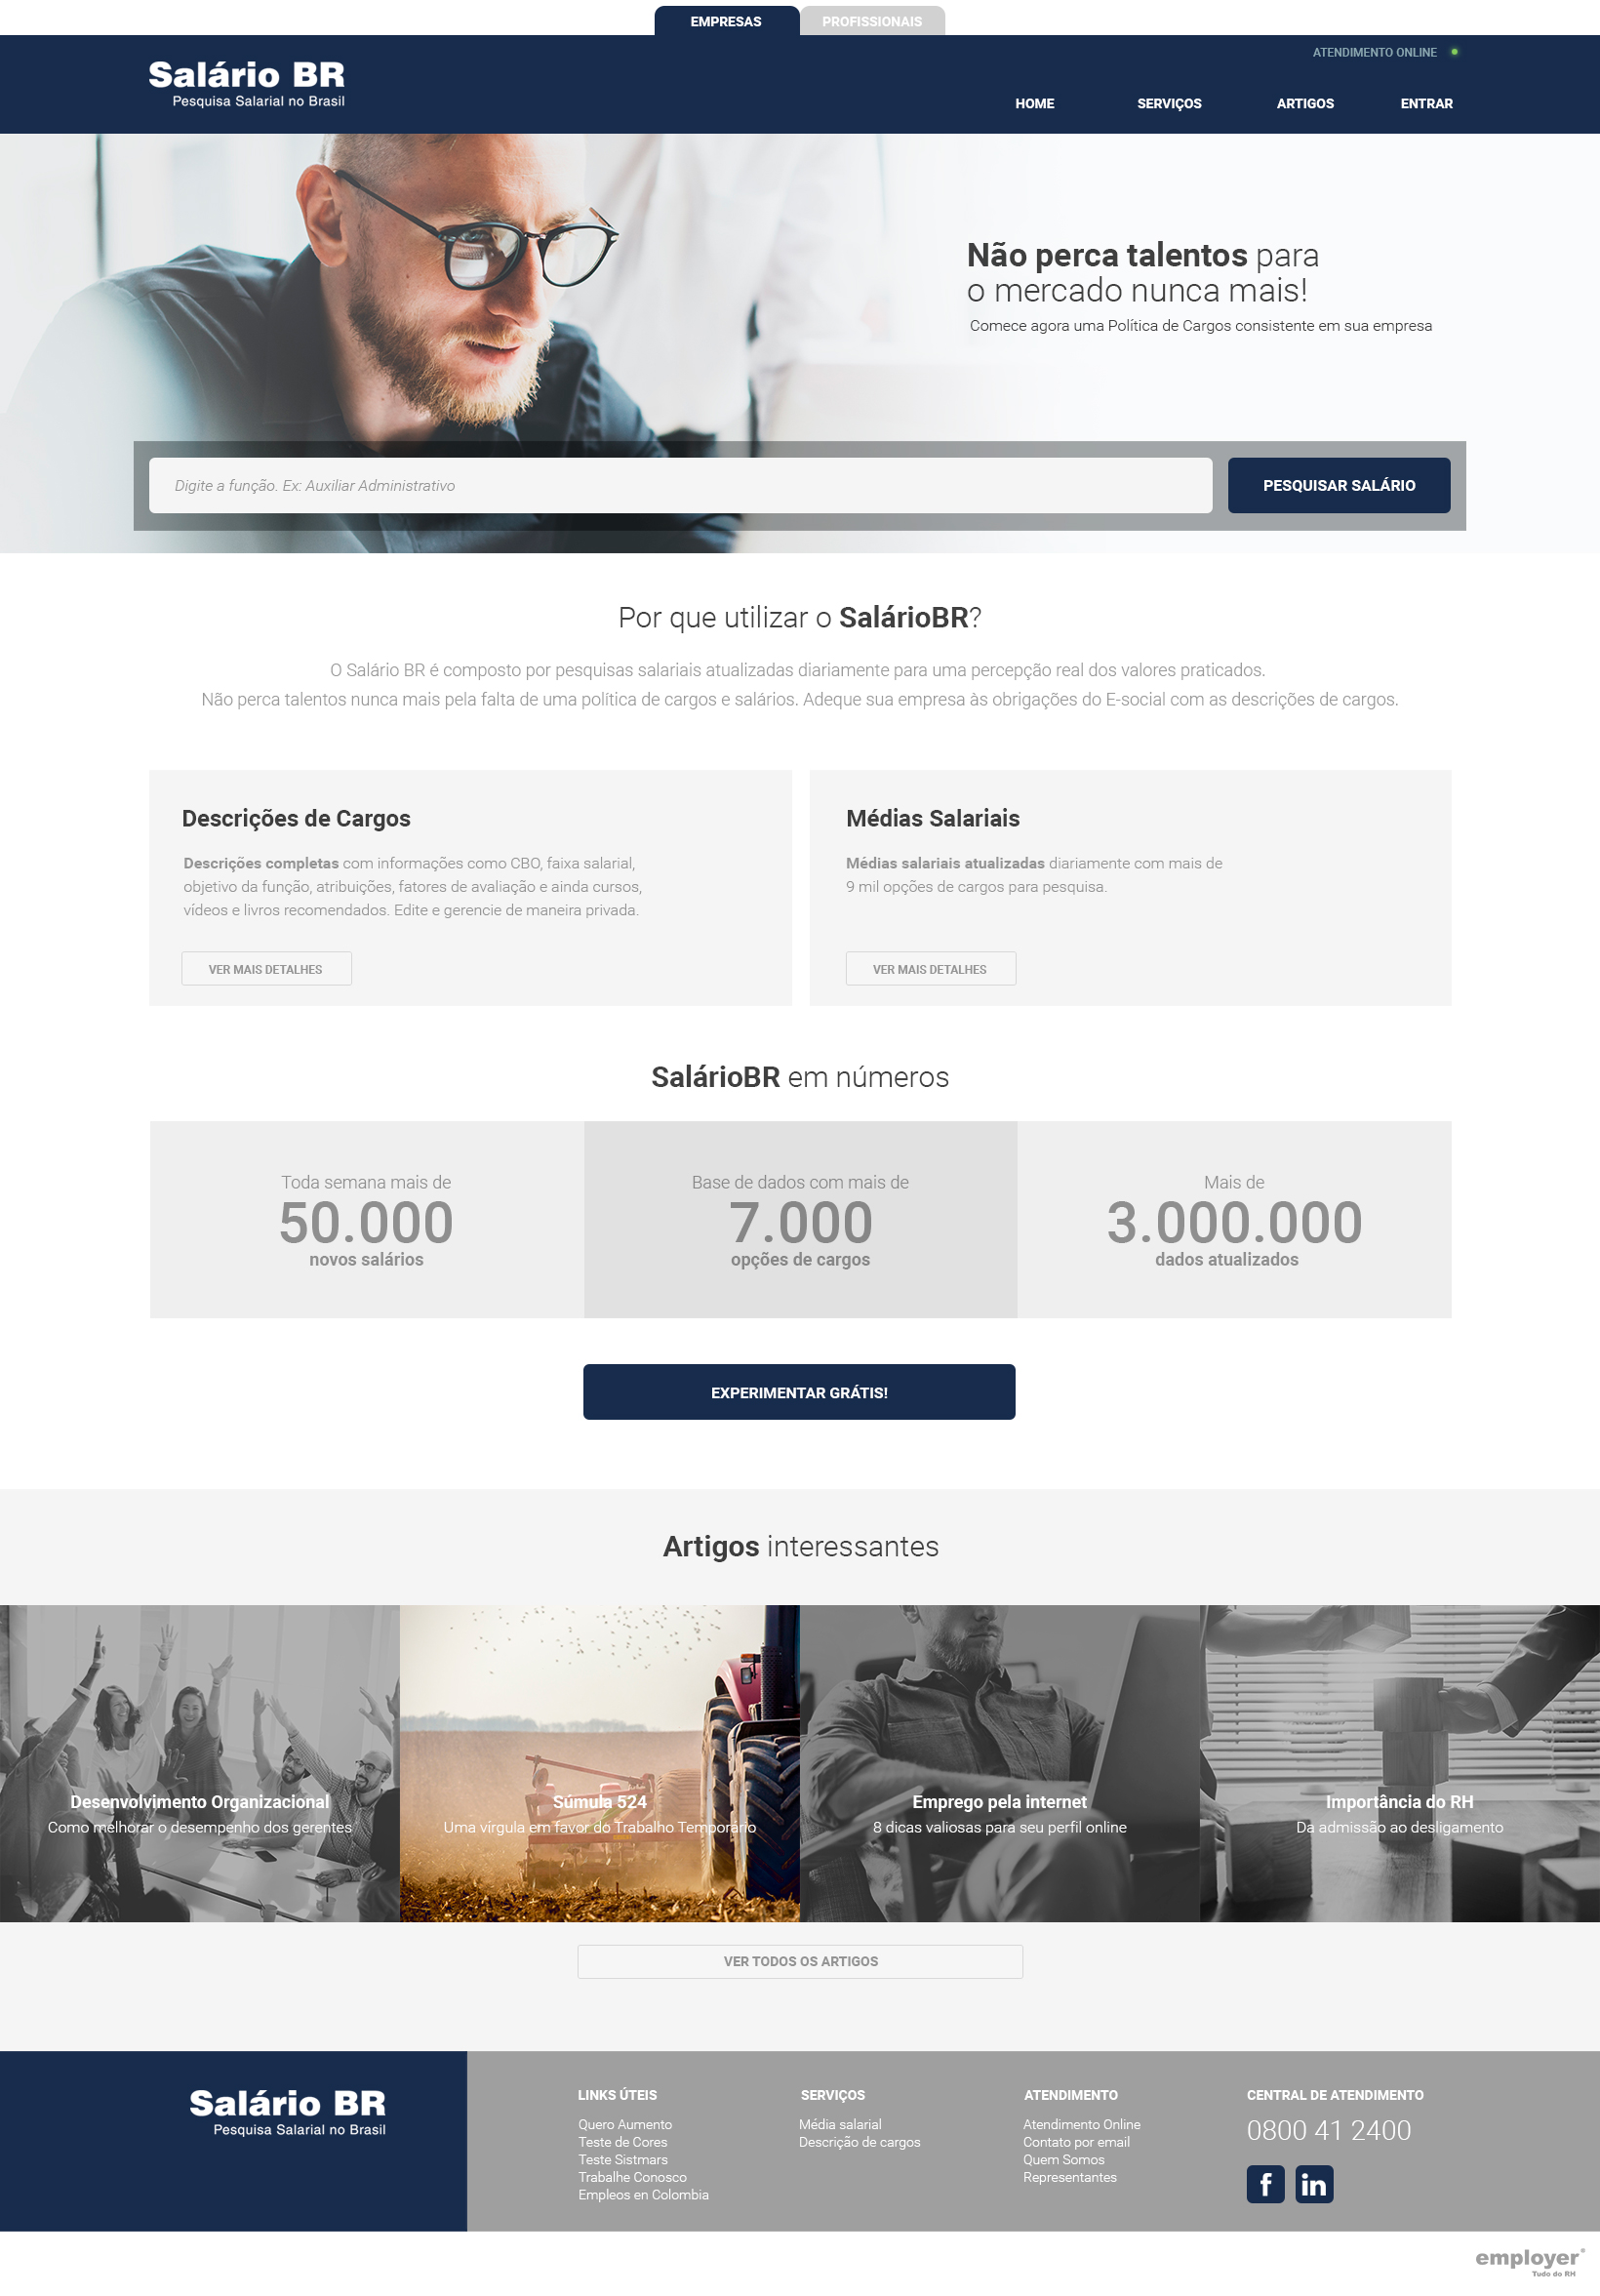 EMPRESAS
PROFISSIONAIS
ATENDIMENTO ONLINE
Salário BR
Pesquisa Salarial no Brasil
HOME
SERVIÇOS
ARTIGOS
ENTRAR
Não perca talentos para
o mercado nunca mais!
Comece agora uma Política de Cargos consistente em sua empresa
Digite a função. Ex: Auxiliar Administrativo
PESQUISAR SALÁRIO
Por que utilizar o SalárioBR?
O Salário BR é composto por pesquisas salariais atualizadas diariamente para uma percepção real dos valores praticados.
Não perca talentos nunca mais pela falta de uma política de cargos e salários. Adeque sua empresa às obrigações do E-social com as descrições de cargos.
Descrições de Cargos
Descrições completas com informações como CBO, faixa salarial,
objetivo da função, atribuições, fatores de avaliação e ainda cursos,
vídeos e livros recomendados. Edite e gerencie de maneira privada.
VER MAIS DETALHES
Médias Salariais
Médias salariais atualizadas diariamente com mais de
9 mil opções de cargos para pesquisa.
VER MAIS DETALHES
SalárioBR em números
Toda semana mais de
50.000
novos salários
Base de dados com mais de
7.000
opções de cargos
Mais de
3.000.000
dados atualizados
EXPERIMENTAR GRÁTIS!
Artigos interessantes
Desenvolvimento Organizacional
Como melhorar o desempenho dos gerentes
Súmula 524
Uma vírgula em favor do Trabalho Temporário
Emprego pela internet
8 dicas valiosas para seu perfil online
Importância do RH
Da admissão ao desligamento
VER TODOS OS ARTIGOS
Salário BR
Pesquisa Salarial no Brasil
LINKS ÚTEIS
Quero Aumento
Teste de Cores
Teste Sistmars
Trabalhe Conosco
Empleos en Colombia
SERVIÇOS
Média salarial
Descrição de cargos
ATENDIMENTO
Atendimento Online
Contato por email
Quem Somos
Representantes
CENTRAL DE ATENDIMENTO
0800 41 2400
f
in
employer®
Tudo do RH